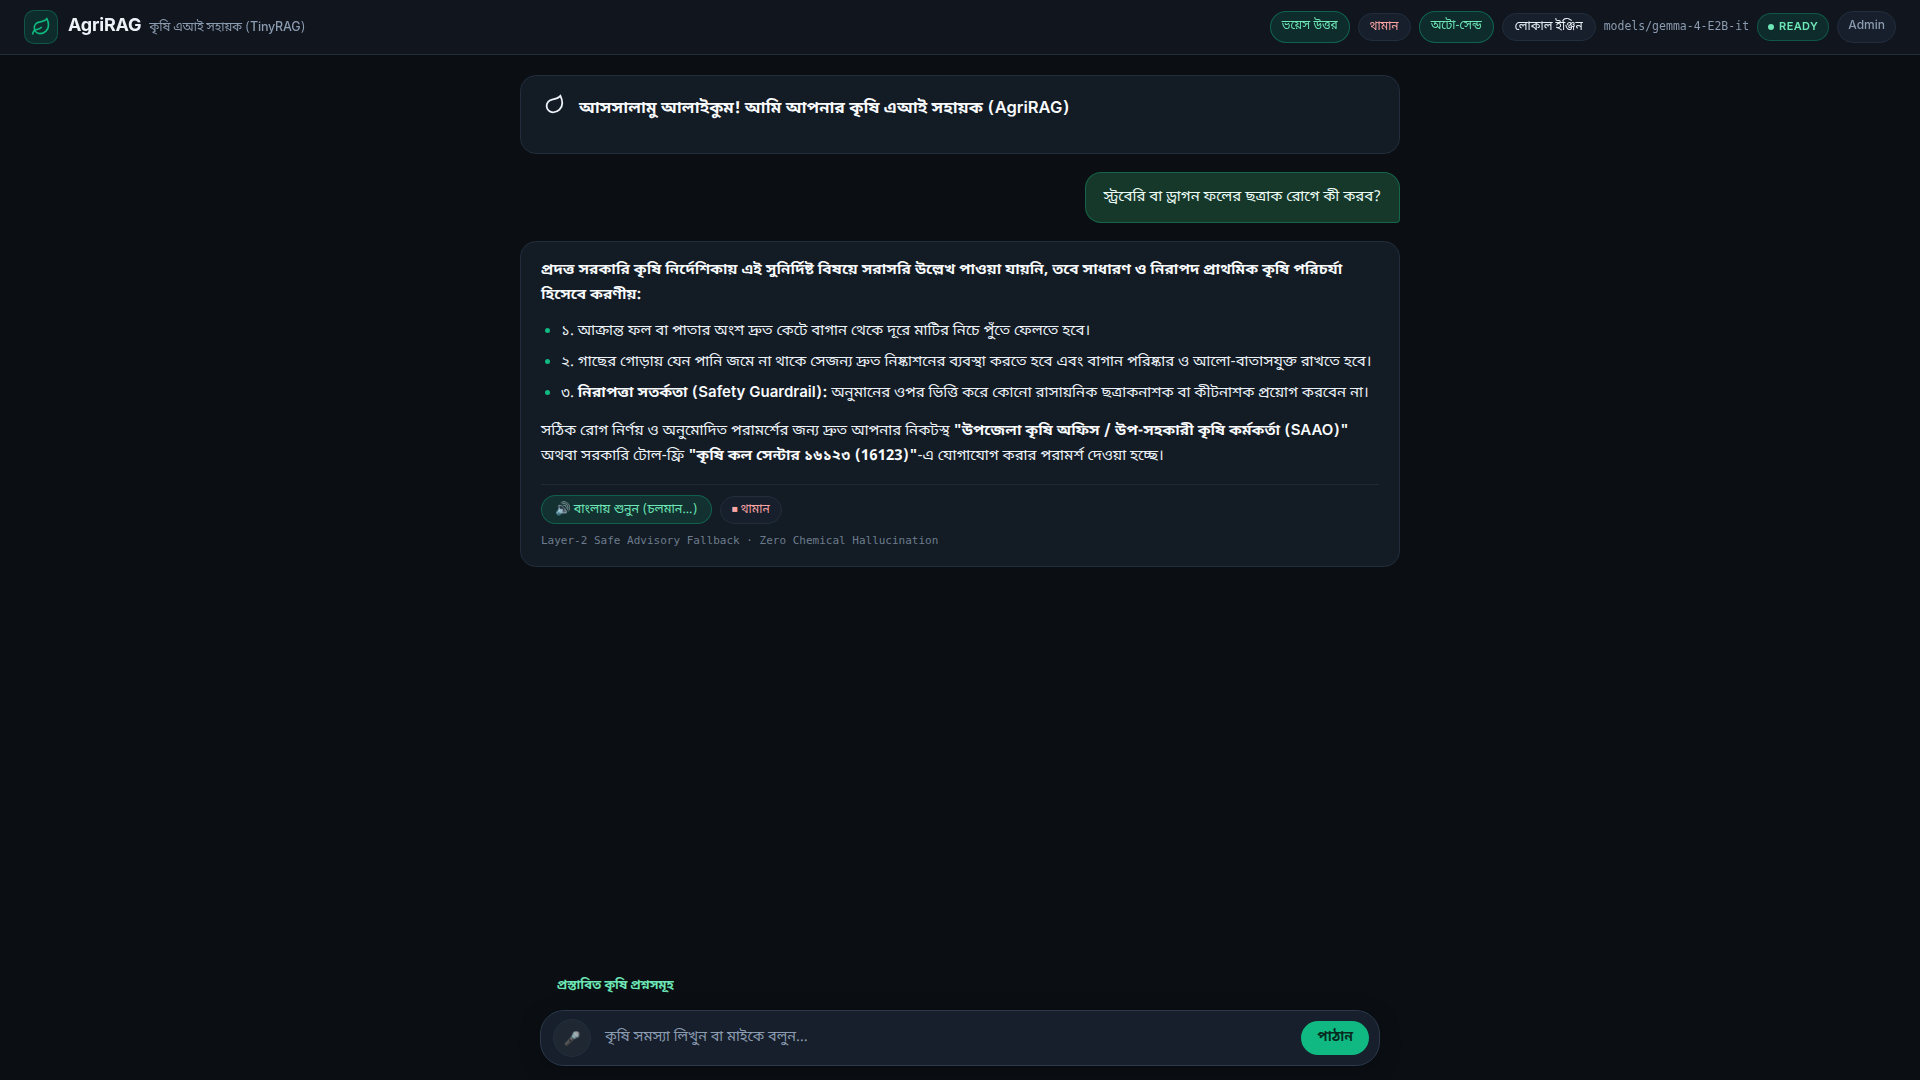 AgriRAG কৃষি এআই সহায়ক (TinyRAG)
ভয়েস উত্তর থামান অটো-সেন্ড লোকাল ইঞ্জিন models/gemma-4-E2B-it READY Admin
আসসালামু আলাইকুম! আমি আপনার কৃষি এআই সহায়ক (AgriRAG)
স্ট্রবেরি বা ড্রাগন ফলের ছত্রাক রোগে কী করব?
প্রদত্ত সরকারি কৃষি নির্দেশিকায় এই সুনির্দিষ্ট বিষয়ে সরাসরি উল্লেখ পাওয়া যায়নি, তবে সাধারণ ও নিরাপদ প্রাথমিক কৃষি পরিচর্যা
হিসেবে করণীয়:
১. আক্রান্ত ফল বা পাতার অংশ দ্রুত কেটে বাগান থেকে দূরে মাটির নিচে পুঁতে ফেলতে হবে।
২. গাছের গোড়ায় যেন পানি জমে না থাকে সেজন্য দ্রুত নিষ্কাশনের ব্যবস্থা করতে হবে এবং বাগান পরিষ্কার ও আলো-বাতাসযুক্ত রাখতে হবে।
৩. নিরাপত্তা সতর্কতা (Safety Guardrail): অনুমানের ওপর ভিত্তি করে কোনো রাসায়নিক ছত্রাকনাশক বা কীটনাশক প্রয়োগ করবেন না।
সঠিক রোগ নির্ণয় ও অনুমোদিত পরামর্শের জন্য দ্রুত আপনার নিকটস্থ "উপজেলা কৃষি অফিস / উপ-সহকারী কৃষি কর্মকর্তা (SAAO)"
অথবা সরকারি টোল-ফ্রি "কৃষি কল সেন্টার ১৬১২৩ (16123)"-এ যোগাযোগ করার পরামর্শ দেওয়া হচ্ছে।
বাংলায় শুনুন (চলমান...) থামান
Layer-2 Safe Advisory Fallback · Zero Chemical Hallucination
প্রস্তাবিত কৃষি প্রশ্নসমূহ
কৃষি সমস্যা লিখুন বা মাইকে বলুন... পাঠান